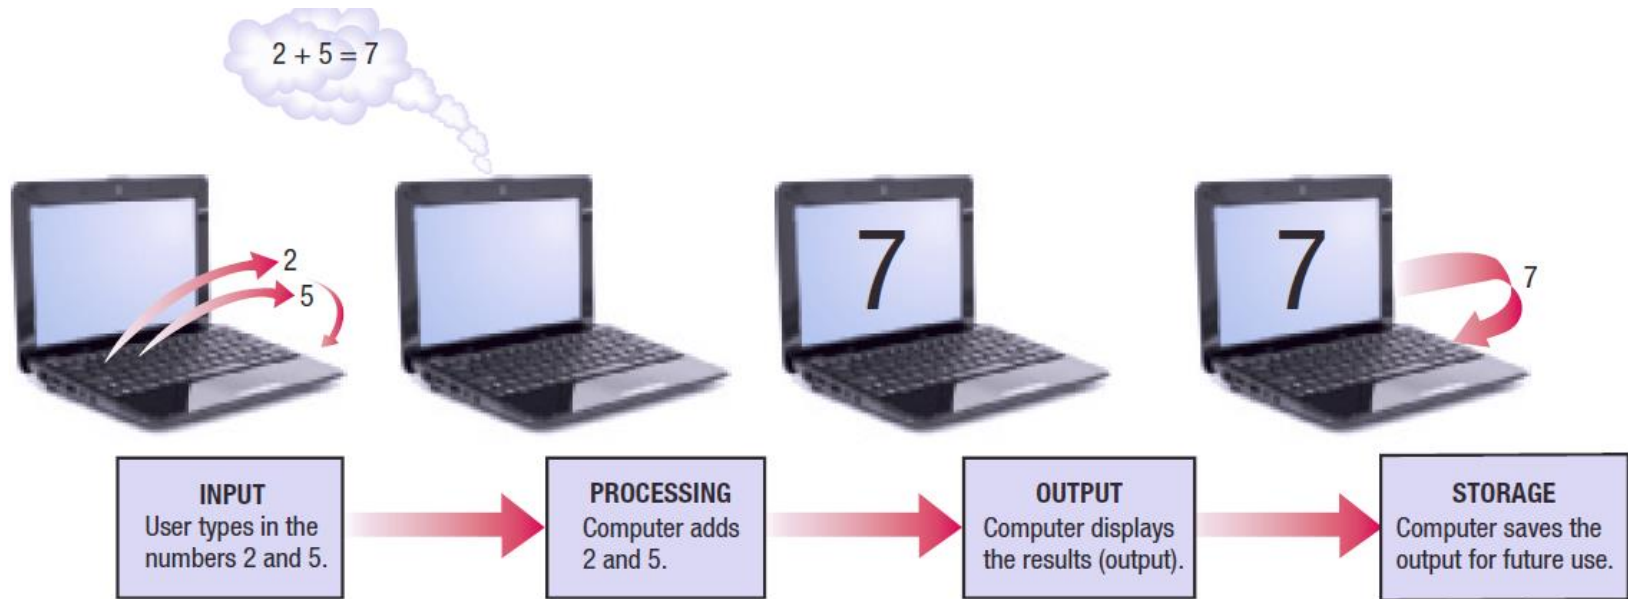 2 + 5 = 7
2
5
7
7
7
INPUT
User types in the
numbers 2 and 5.
PROCESSING
Computer adds
2 and 5.
OUTPUT
Computer displays
the results (output).
STORAGE
Computer saves the
output for future use.